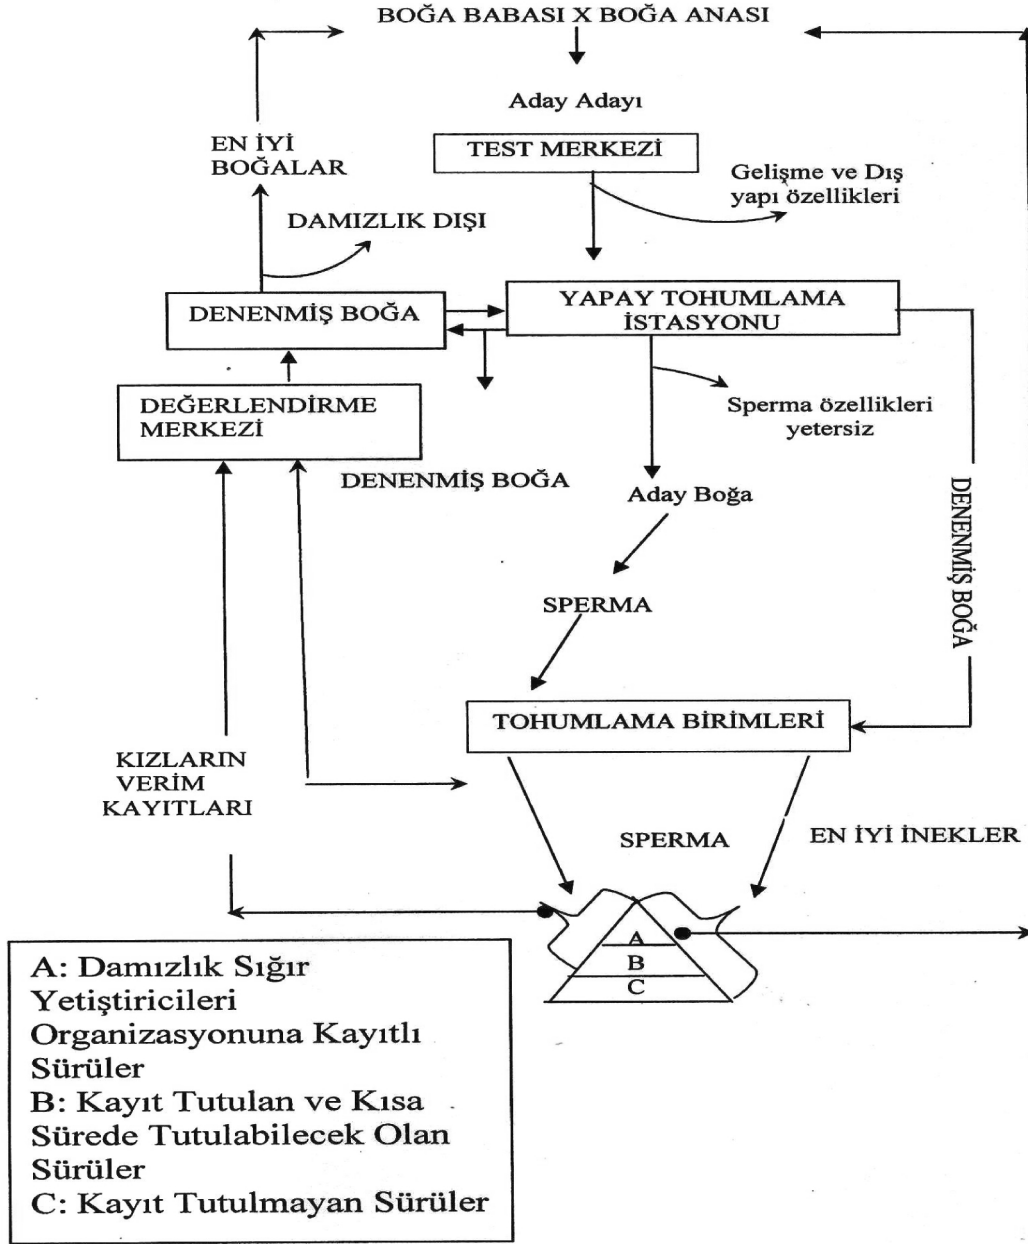 BOĞA BABASI X BOĞA ANASI
Aday Adayı
EN İYİ
BOĞALAR
TEST MERKEZİ
Gelişme ve Dış
yapı özellikleri
DAMIZLIK DIŞI
DENENMİŞ BOĞA
YAPAY TOHUMLAMA
İSTASYONU
DEĞERLENDİRME
MERKEZİ
Sperma özellikleri
yetersiz
DENENMİŞ BOĞA
Aday Boğa
DENENMİŞ BOĞA
SPERMA
TOHUMLAMA BİRİMLERİ
KIZLARIN
VERİM
KAYITLARI
SPERMA
EN İYİ İNEKLER
A
B
C
A: Damızlık Sığır
Yetiştiricileri
Organizasyonuna Kayıtlı
Sürüler
B: Kayıt Tutulan ve Kısa
Sürede Tutulabilecek Olan
Sürüler
C: Kayıt Tutulmayan Sürüler